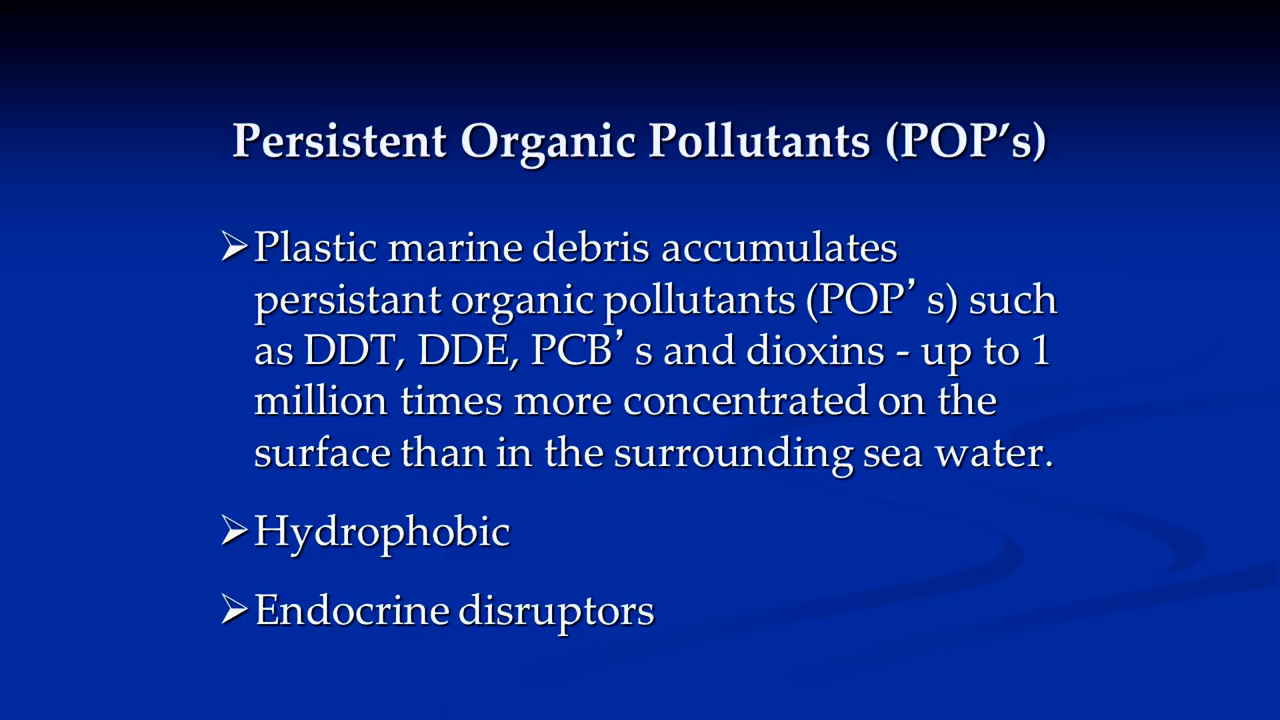 Persistent Organic Pollutants (POP’s)
➢Plastic marine debris accumulates
persistant organic pollutants (POP’ s) such
as DDT, DDE, PCB’ s and dioxins - up to 1
million times more concentrated on the
surface than in the surrounding sea water.
➢Hydrophobic
➢Endocrine disruptors